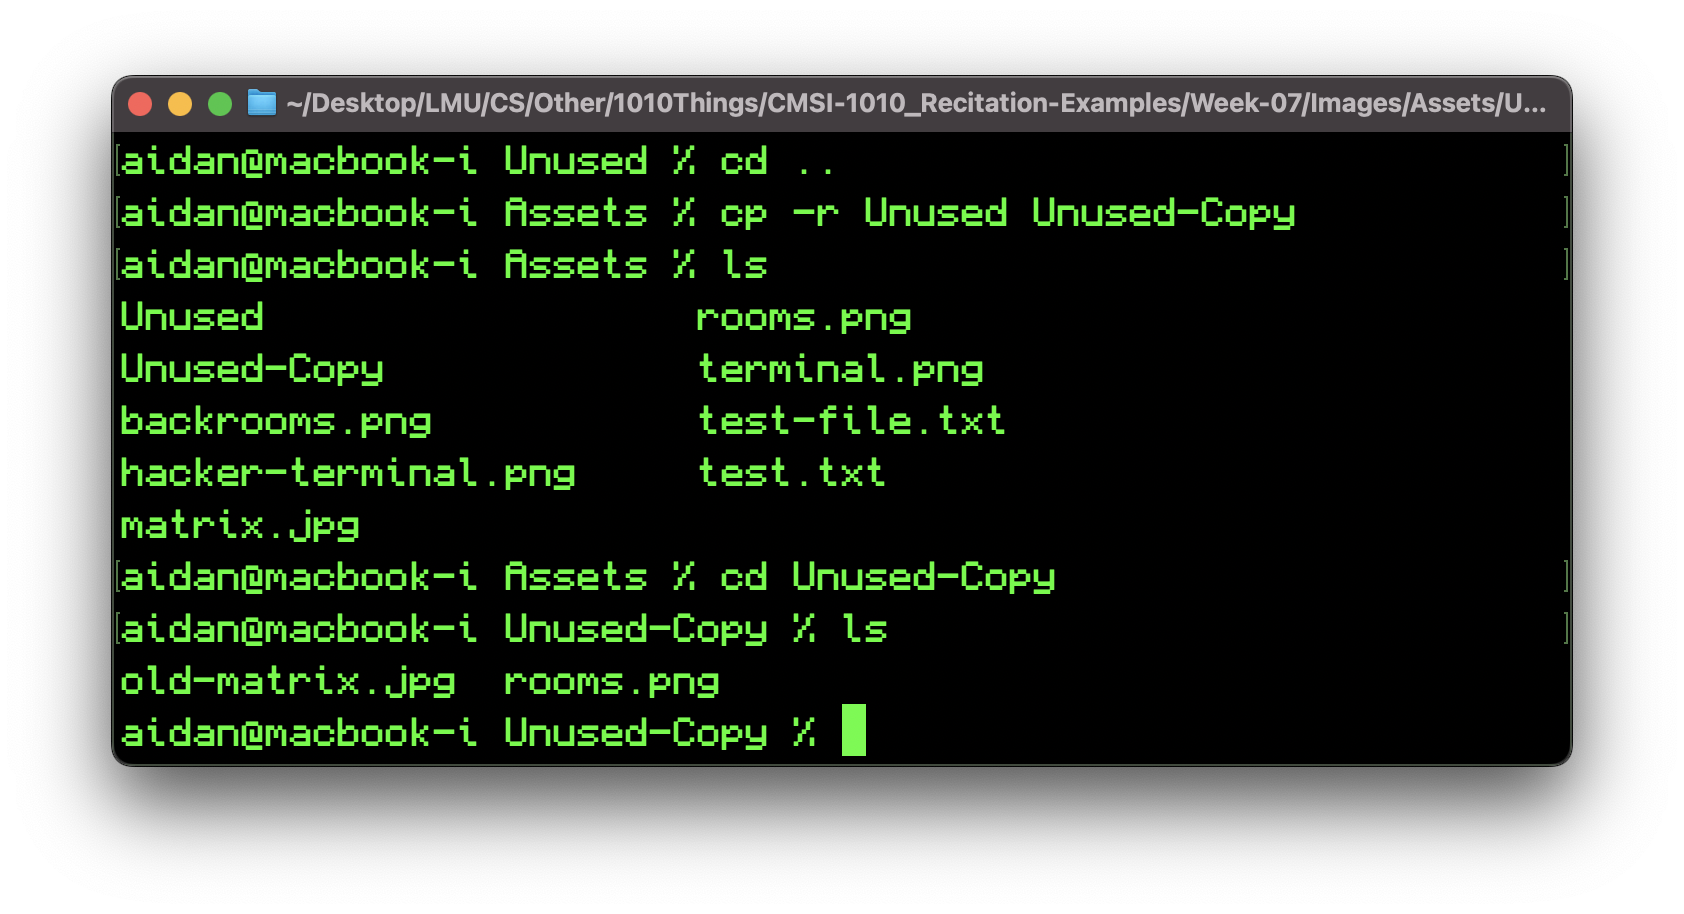 ~/Desktop/LMU/CS/Other/1010Things/CMSI-1010_Recitation-Examples/Week-07/Images/Assets/U...
[aidan@macbook-i Unused % cd .. ]
[aidan@macbook-i Assets % cp -r Unused Unused-Copy ]
[aidan@macbook-i Assets % ls ]
Unused rooms.png
Unused-Copy terminal.png
backrooms.png test-file.txt
hacker-terminal.png test.txt
matrix.jpg
[aidan@macbook-i Assets % cd Unused-Copy ]
[aidan@macbook-i Unused-Copy % ls ]
old-matrix.jpg rooms.png
aidan@macbook-i Unused-Copy %